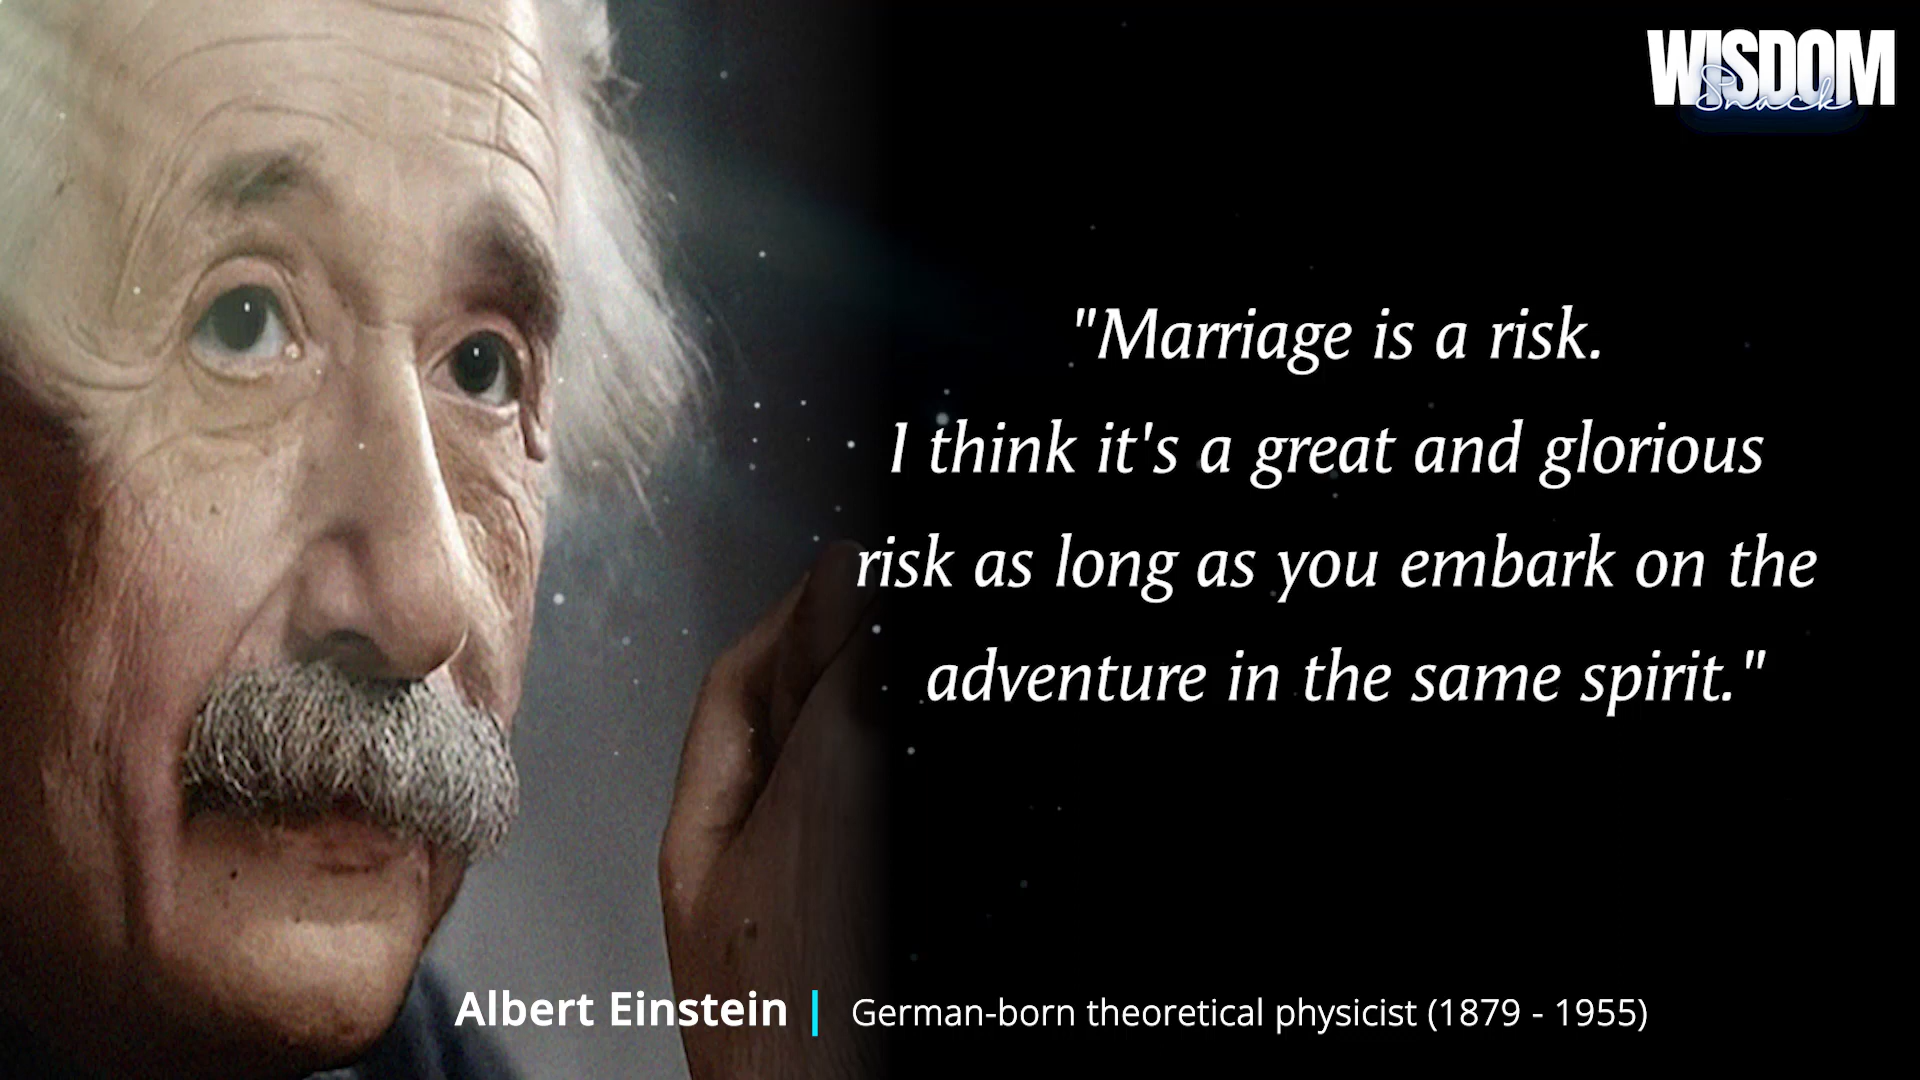 WISDOM
Snack
"Marriage is a risk.
I think it's a great and glorious
risk as long as you embark on the
adventure in the same spirit."
Albert Einstein | German-born theoretical physicist (1879 - 1955)